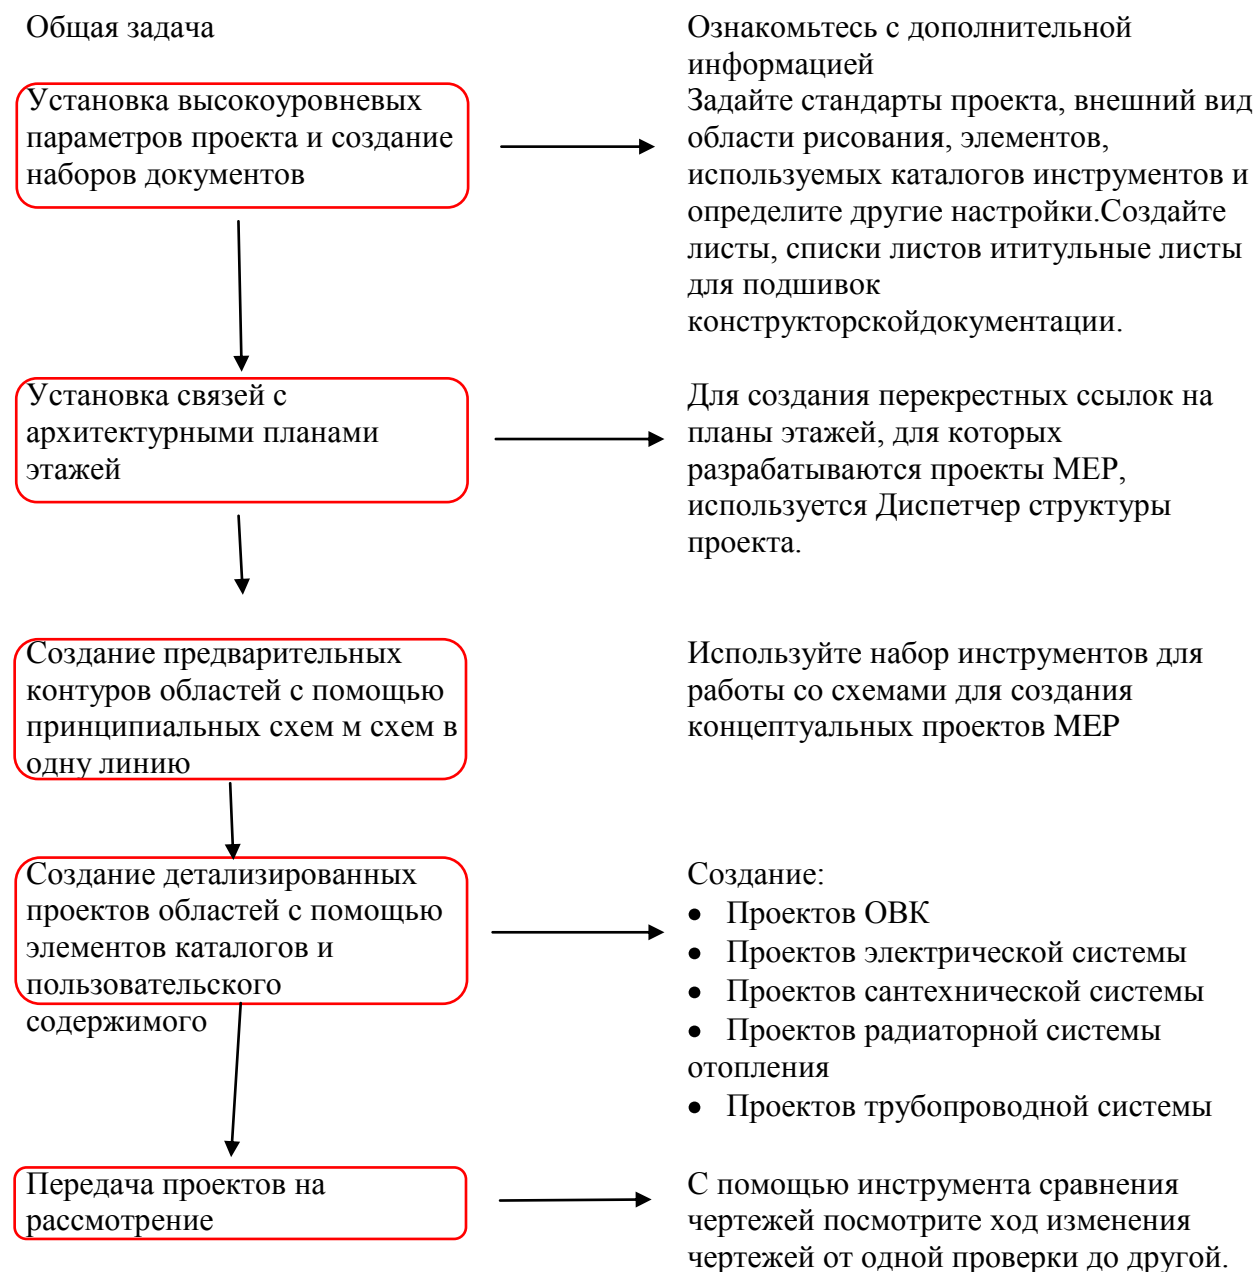 Общая задача
Ознакомьтесь с дополнительной
информацией
Установка высокоуровневых
параметров проекта и создание
наборов документов
Задайте стандарты проекта, внешний вид
области рисования, элементов,
используемых каталогов инструментов и
определите другие настройки.Создайте
листы, списки листов ититульные листы
для подшивок
конструкторскойдокументации.
Установка связей с
архитектурными планами
этажей
Для создания перекрестных ссылок на
планы этажей, для которых
разрабатываются проекты MEP,
используется Диспетчер структуры
проекта.
Создание предварительных
контуров областей с помощью
принципиальных схем м схем в
одну линию
Используйте набор инструментов для
работы со схемами для создания
концептуальных проектов MEP
Создание детализированных
проектов областей с помощью
элементов каталогов и
пользовательского
содержимого
Создание:
• Проектов ОВК
• Проектов электрической системы
• Проектов сантехнической системы
• Проектов радиаторной системы
отопления
• Проектов трубопроводной системы
Передача проектов на
рассмотрение
С помощью инструмента сравнения
чертежей посмотрите ход изменения
чертежей от одной проверки до другой.